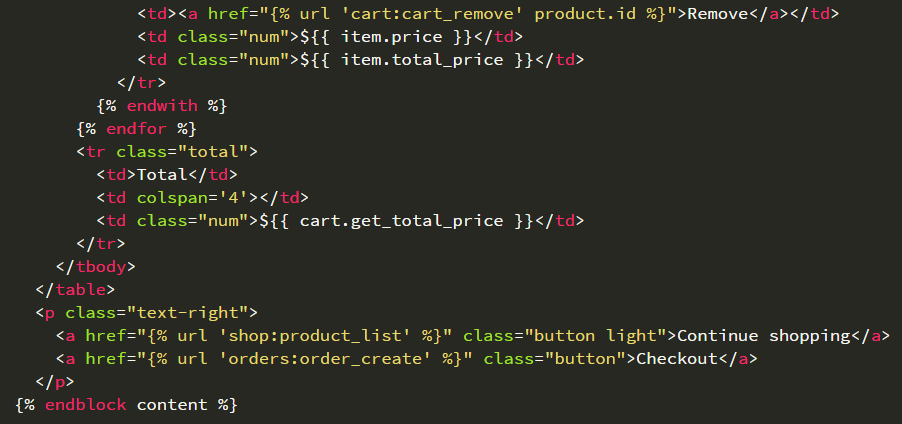 <td><a href="{% url 'cart:cart_remove' product.id %}">Remove</a></td>
<td class="num">${{ item.price }}</td>
<td class="num">${{ item.total_price }}</td>
</tr>
{% endwith %}
{% endfor %}
<tr class="total">
<td>Total</td>
<td colspan='4'></td>
<td class="num">${{ cart.get_total_price }}</td>
</tr>
</tbody>
</table>
<p class="text-right">
<a href="{% url 'shop:product_list' %}" class="button light">Continue shopping</a>
<a href="{% url 'orders:order_create' %}" class="button">Checkout</a>
</p>
{% endblock content %}